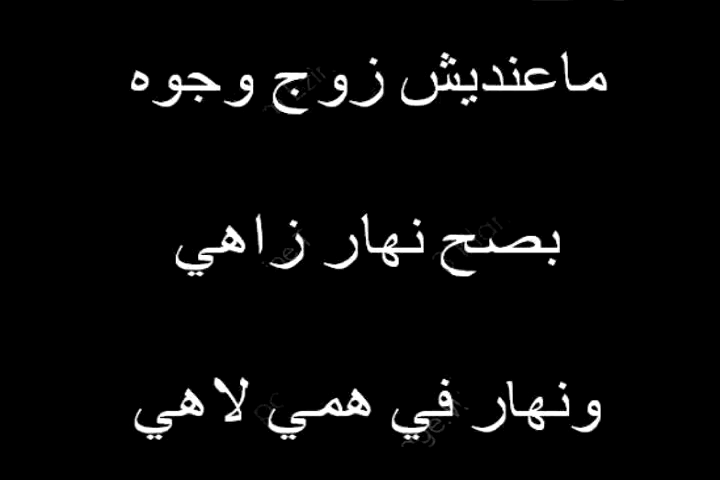 ماعنديش زوج وجوه
بصح نهار زاهي
ونهار في همي لاهي